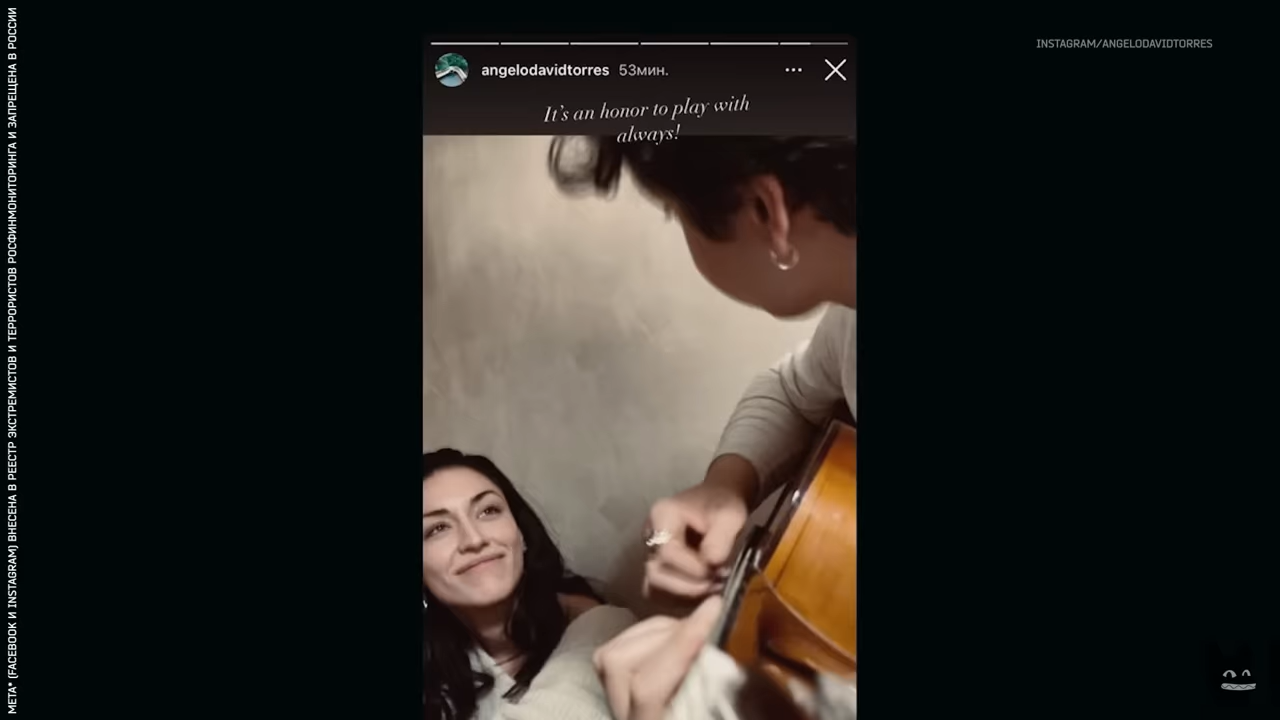 МЕТА* (FACEBOOK И INSTAGRAM) ВНЕСЕНА В РЕЕСТР ЭКСТРЕМИСТОВ И ТЕРРОРИСТОВ РОСФИНМОНИТОРИНГА И ЗАПРЕЩЕНА В РОССИИ
INSTAGRAM/ANGELODAVIDTORRES
angelodavidtorres 53мин.
It's an honor to play with
always!